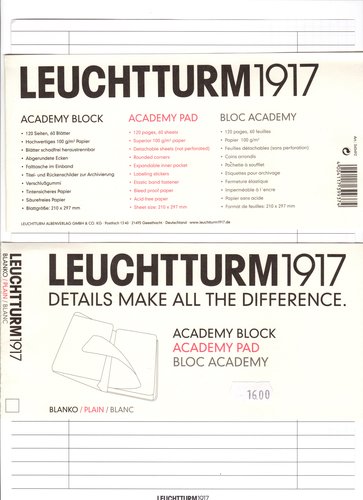 LEUCHTTURM1917
ACADEMY BLOCK
• 120 Seiten, 60 Blätter
• Hochwertiges 100 g/m² Papier
• Blätter schadfrei heraustrennbar
• Abgerundete Ecken
• Falttasche im Einband
• Titel- und Rückenschilder zur Archivierung
• Verschlußgummi
• Tintensicheres Papier
• Säurefreies Papier
• Blattgröße: 210 x 297 mm
ACADEMY PAD
• 120 pages, 60 sheets
• Superior 100 g/m² paper
• Detachable sheets (not perforated)
• Rounded corners
• Expandable inner pocket
• Labelling stickers
• Elastic band fastener
• Bleed proof paper
• Acid free paper
• Sheet size: 210 x 297 mm
BLOC ACADEMY
• 120 pages, 60 feuilles
• Papier 100 g/m²
• Feuilles détachables (sans perforation)
• Coins arrondis
• Pochette à soufflet
• Etiquettes pour archivage
• Fermeture élastique
• Imperméable à l'encre
• Papier sans acide
• Format de feuilles: 210 x 297 mm
LEUCHTTURM ALBENVERLAG GMBH & CO. KG Postfach 1340 21495 Geesthacht Deutschland www.leuchtturm1917.de
LEUCHTTURM1917
BLANKO / PLAIN / BLANC
LEUCHTTURM1917
DETAILS MAKE ALL THE DIFFERENCE.
ACADEMY BLOCK
ACADEMY PAD
BLOC ACADEMY
16.00
BLANKO / PLAIN / BLANC
LEUCHTTURM1917